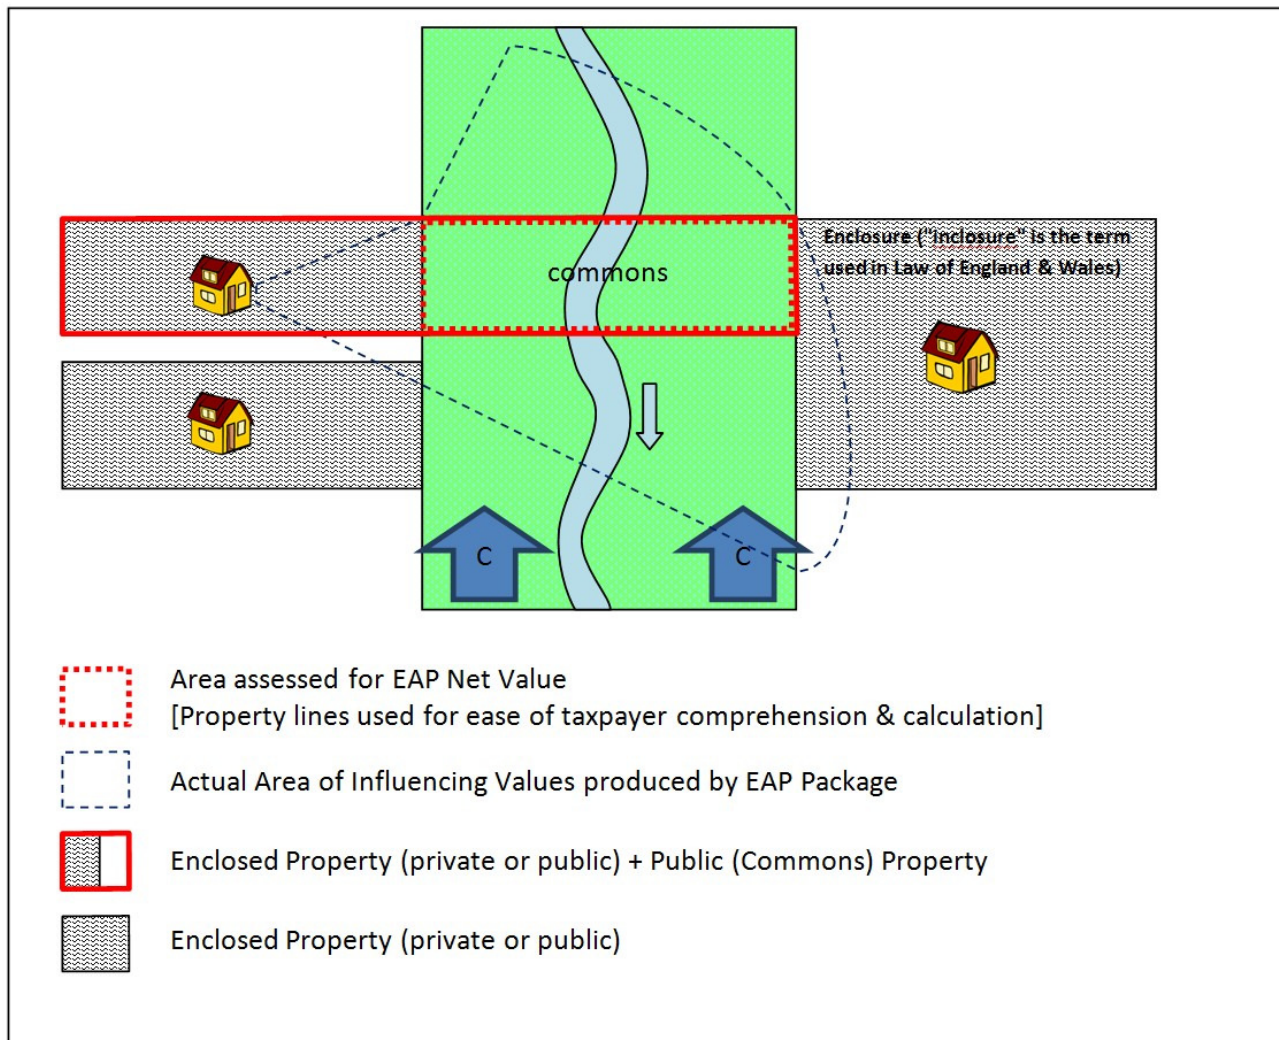 Enclosure ("inclosure" is the term
used in Law of England & Wales)
commons
C
C
Area assessed for EAP Net Value
[Property lines used for ease of taxpayer comprehension & calculation]
Actual Area of Influencing Values produced by EAP Package
Enclosed Property (private or public) + Public (Commons) Property
Enclosed Property (private or public)